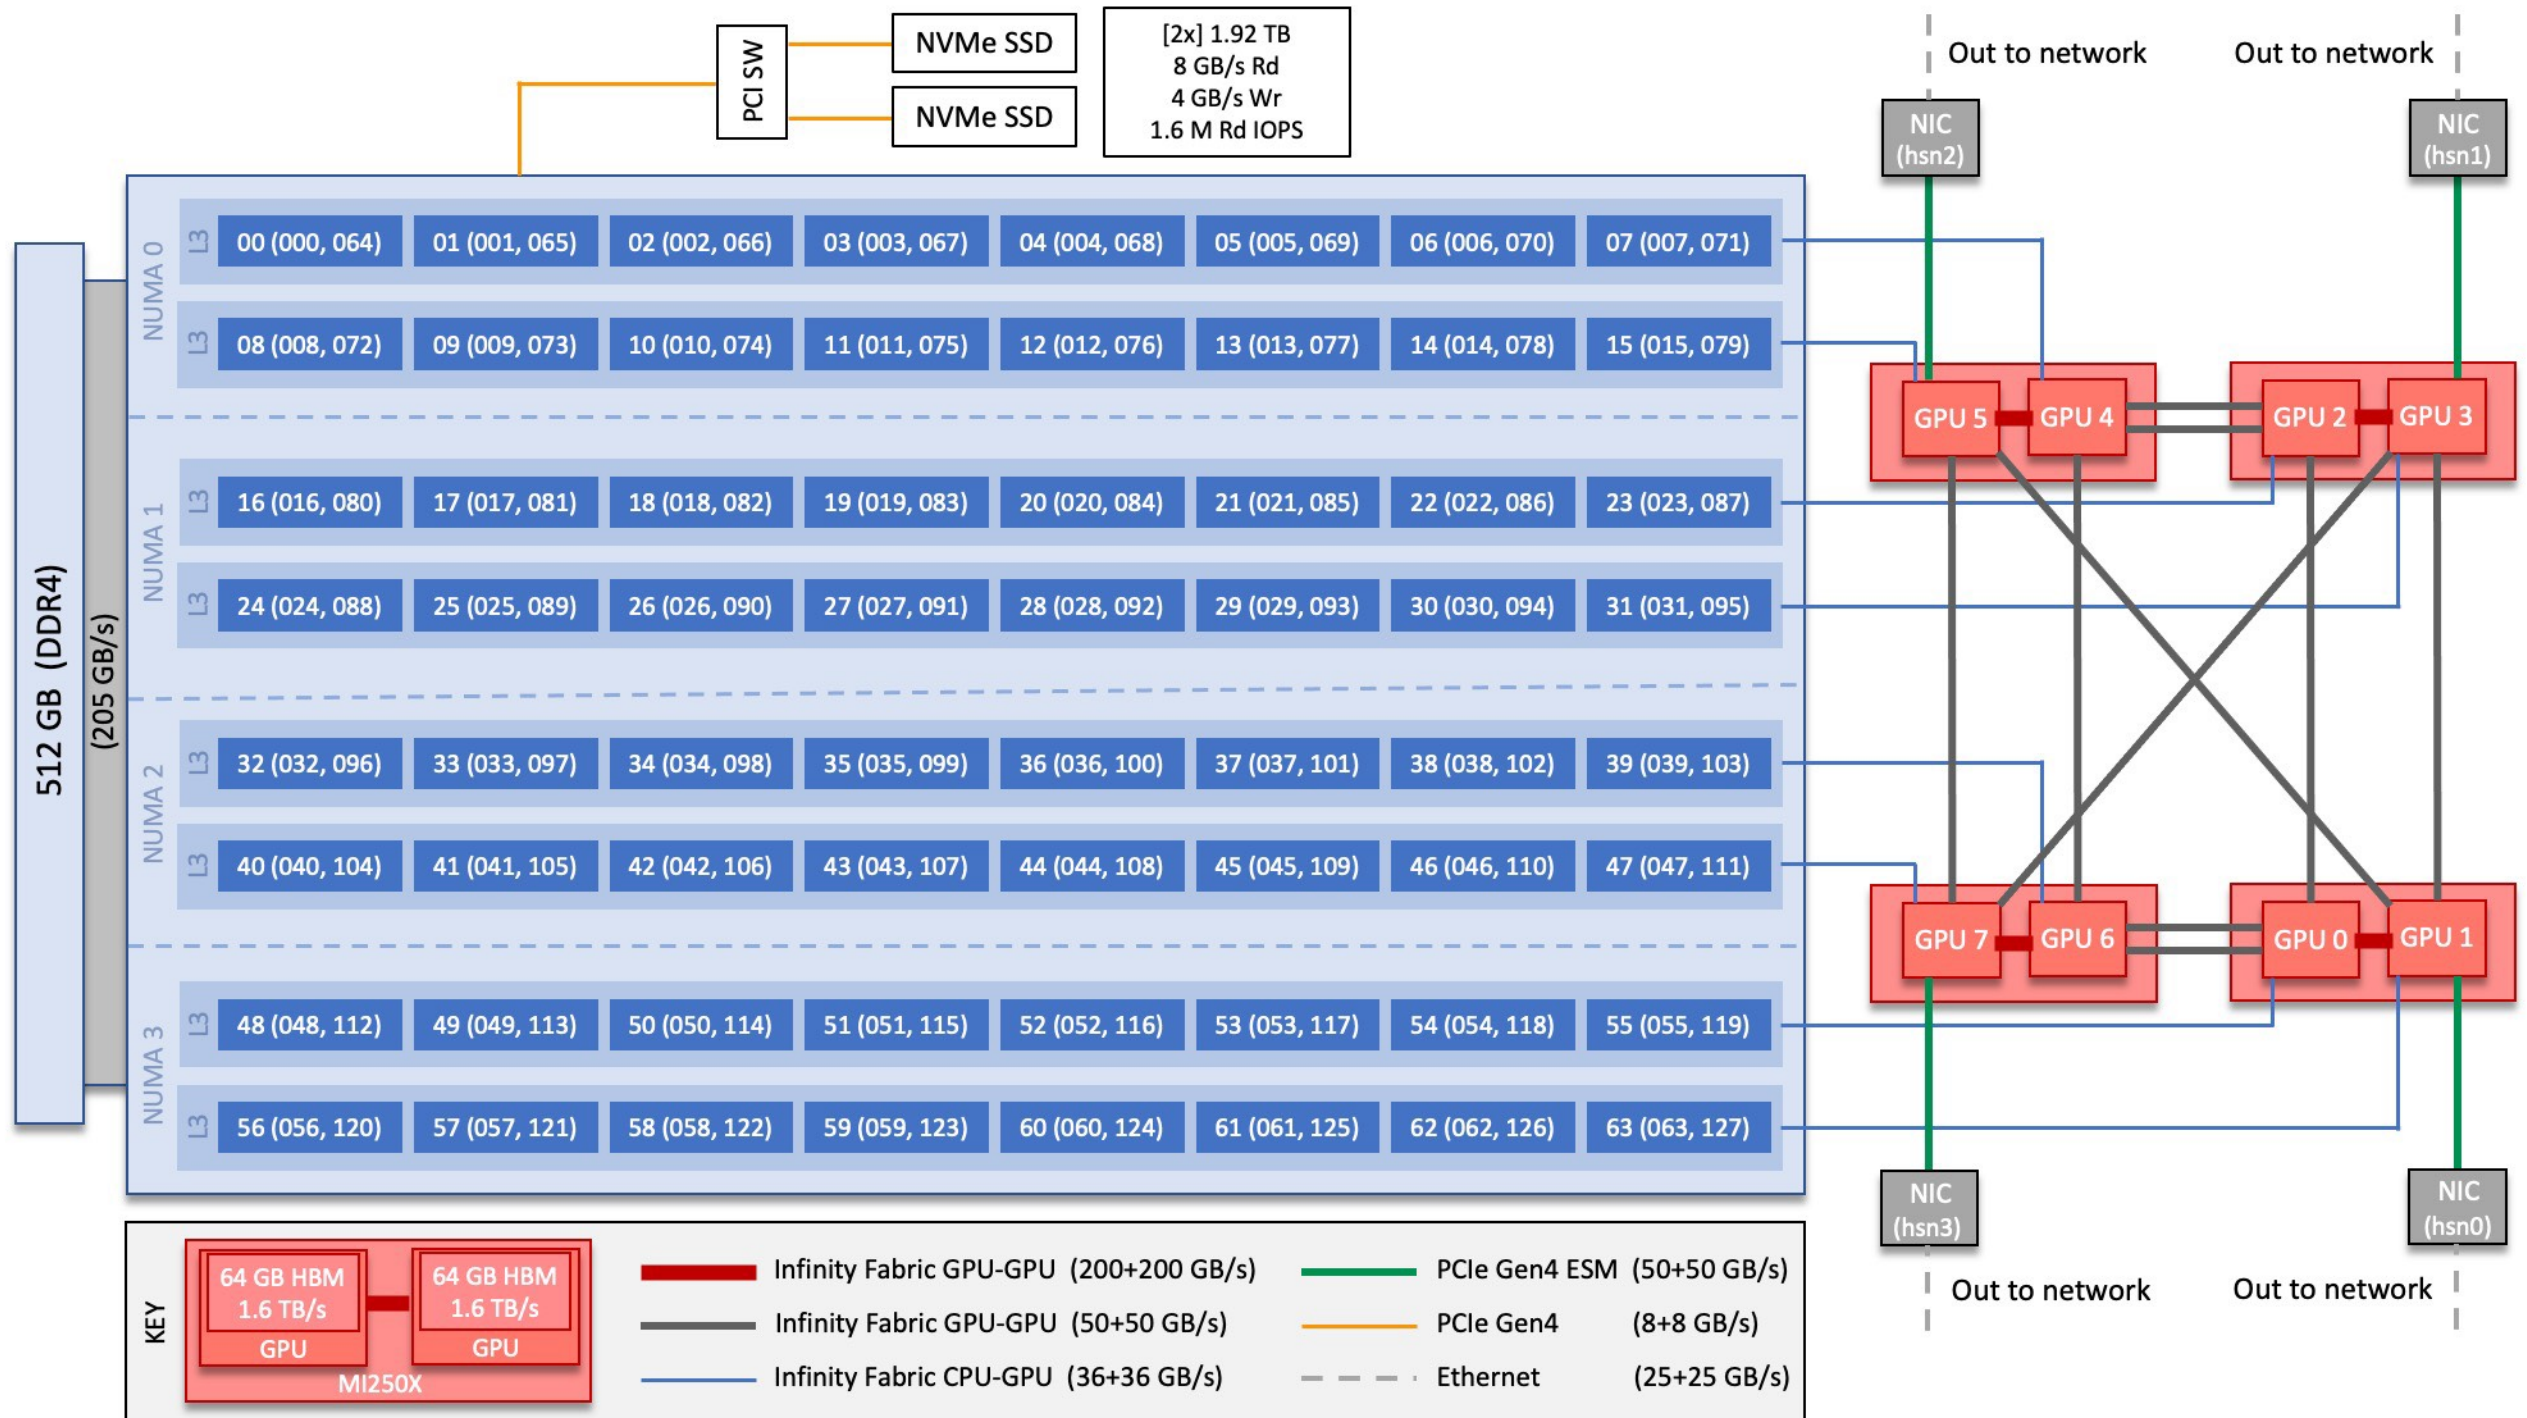 PCI SW
NVMe SSD
NVMe SSD
[2x] 1.92 TB
8 GB/s Rd
4 GB/s Wr
1.6 M Rd IOPS
Out to network
Out to network
NIC
(hsn2)
NIC
(hsn1)
512 GB (DDR4)
(205 GB/s)
NUMA 0
L3
00 (000, 064) 01 (001, 065) 02 (002, 066) 03 (003, 067) 04 (004, 068) 05 (005, 069) 06 (006, 070) 07 (007, 071)
L3
08 (008, 072) 09 (009, 073) 10 (010, 074) 11 (011, 075) 12 (012, 076) 13 (013, 077) 14 (014, 078) 15 (015, 079)
NUMA 1
L3
16 (016, 080) 17 (017, 081) 18 (018, 082) 19 (019, 083) 20 (020, 084) 21 (021, 085) 22 (022, 086) 23 (023, 087)
L3
24 (024, 088) 25 (025, 089) 26 (026, 090) 27 (027, 091) 28 (028, 092) 29 (029, 093) 30 (030, 094) 31 (031, 095)
NUMA 2
L3
32 (032, 096) 33 (033, 097) 34 (034, 098) 35 (035, 099) 36 (036, 100) 37 (037, 101) 38 (038, 102) 39 (039, 103)
L3
40 (040, 104) 41 (041, 105) 42 (042, 106) 43 (043, 107) 44 (044, 108) 45 (045, 109) 46 (046, 110) 47 (047, 111)
NUMA 3
L3
48 (048, 112) 49 (049, 113) 50 (050, 114) 51 (051, 115) 52 (052, 116) 53 (053, 117) 54 (054, 118) 55 (055, 119)
L3
56 (056, 120) 57 (057, 121) 58 (058, 122) 59 (059, 123) 60 (060, 124) 61 (061, 125) 62 (062, 126) 63 (063, 127)
GPU 5 GPU 4 GPU 2 GPU 3
GPU 7 GPU 6 GPU 0 GPU 1
NIC
(hsn3)
NIC
(hsn0)
Out to network
Out to network
KEY
64 GB HBM
1.6 TB/s
GPU
64 GB HBM
1.6 TB/s
GPU
MI250X
Infinity Fabric GPU-GPU (200+200 GB/s)
Infinity Fabric GPU-GPU (50+50 GB/s)
Infinity Fabric CPU-GPU (36+36 GB/s)
PCIe Gen4 ESM (50+50 GB/s)
PCIe Gen4 (8+8 GB/s)
Ethernet (25+25 GB/s)